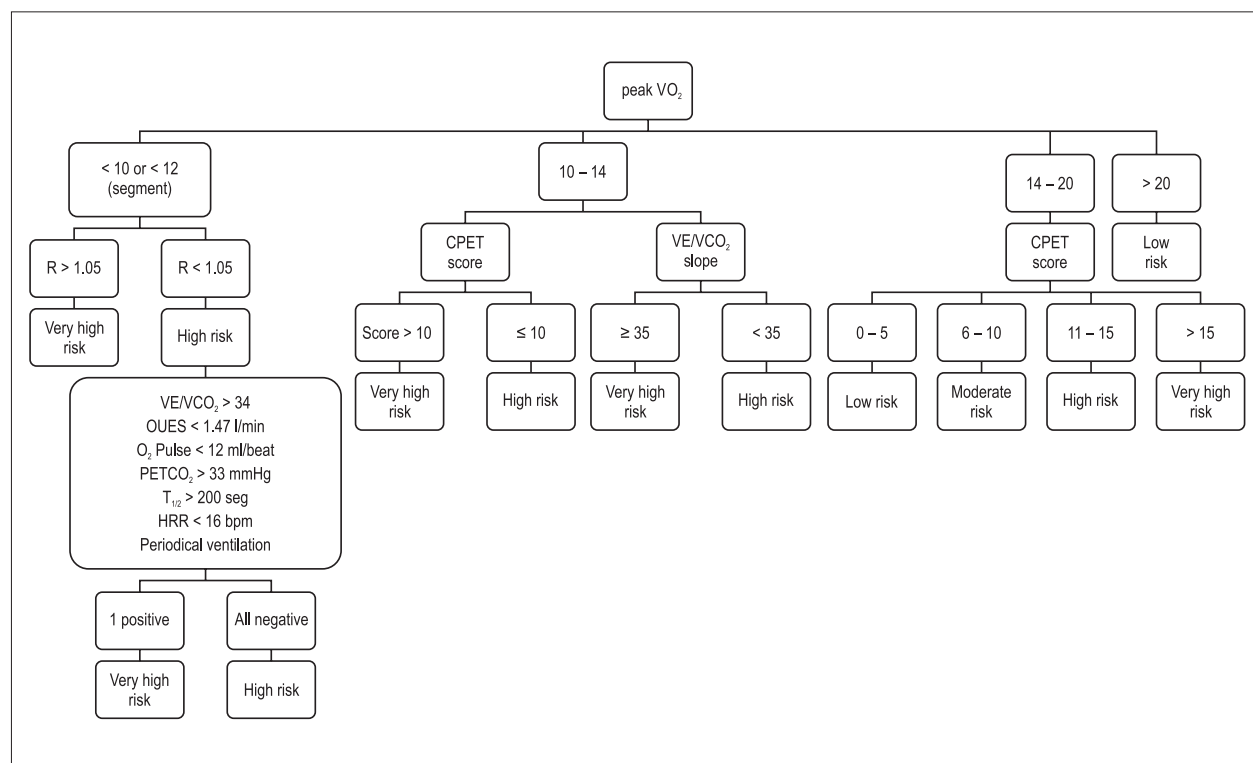 peak VO₂
< 10 or < 12
(segment)
10 – 14
14 – 20
> 20
R > 1.05
R < 1.05
CPET
score
VE/VCO₂
slope
CPET
score
Low
risk
Very high
risk
High risk
Score > 10
≤ 10
≥ 35
< 35
0 – 5
6 – 10
11 – 15
> 15
Very high
risk
High risk
Very high
risk
High risk
Low risk
Moderate
risk
High risk
Very high
risk
VE/VCO₂ > 34
OUES < 1.47 l/min
O₂ Pulse < 12 ml/beat
PETCO₂ > 33 mmHg
T₁/₂ > 200 seg
HRR < 16 bpm
Periodical ventilation
1 positive
All negative
Very high
risk
High risk